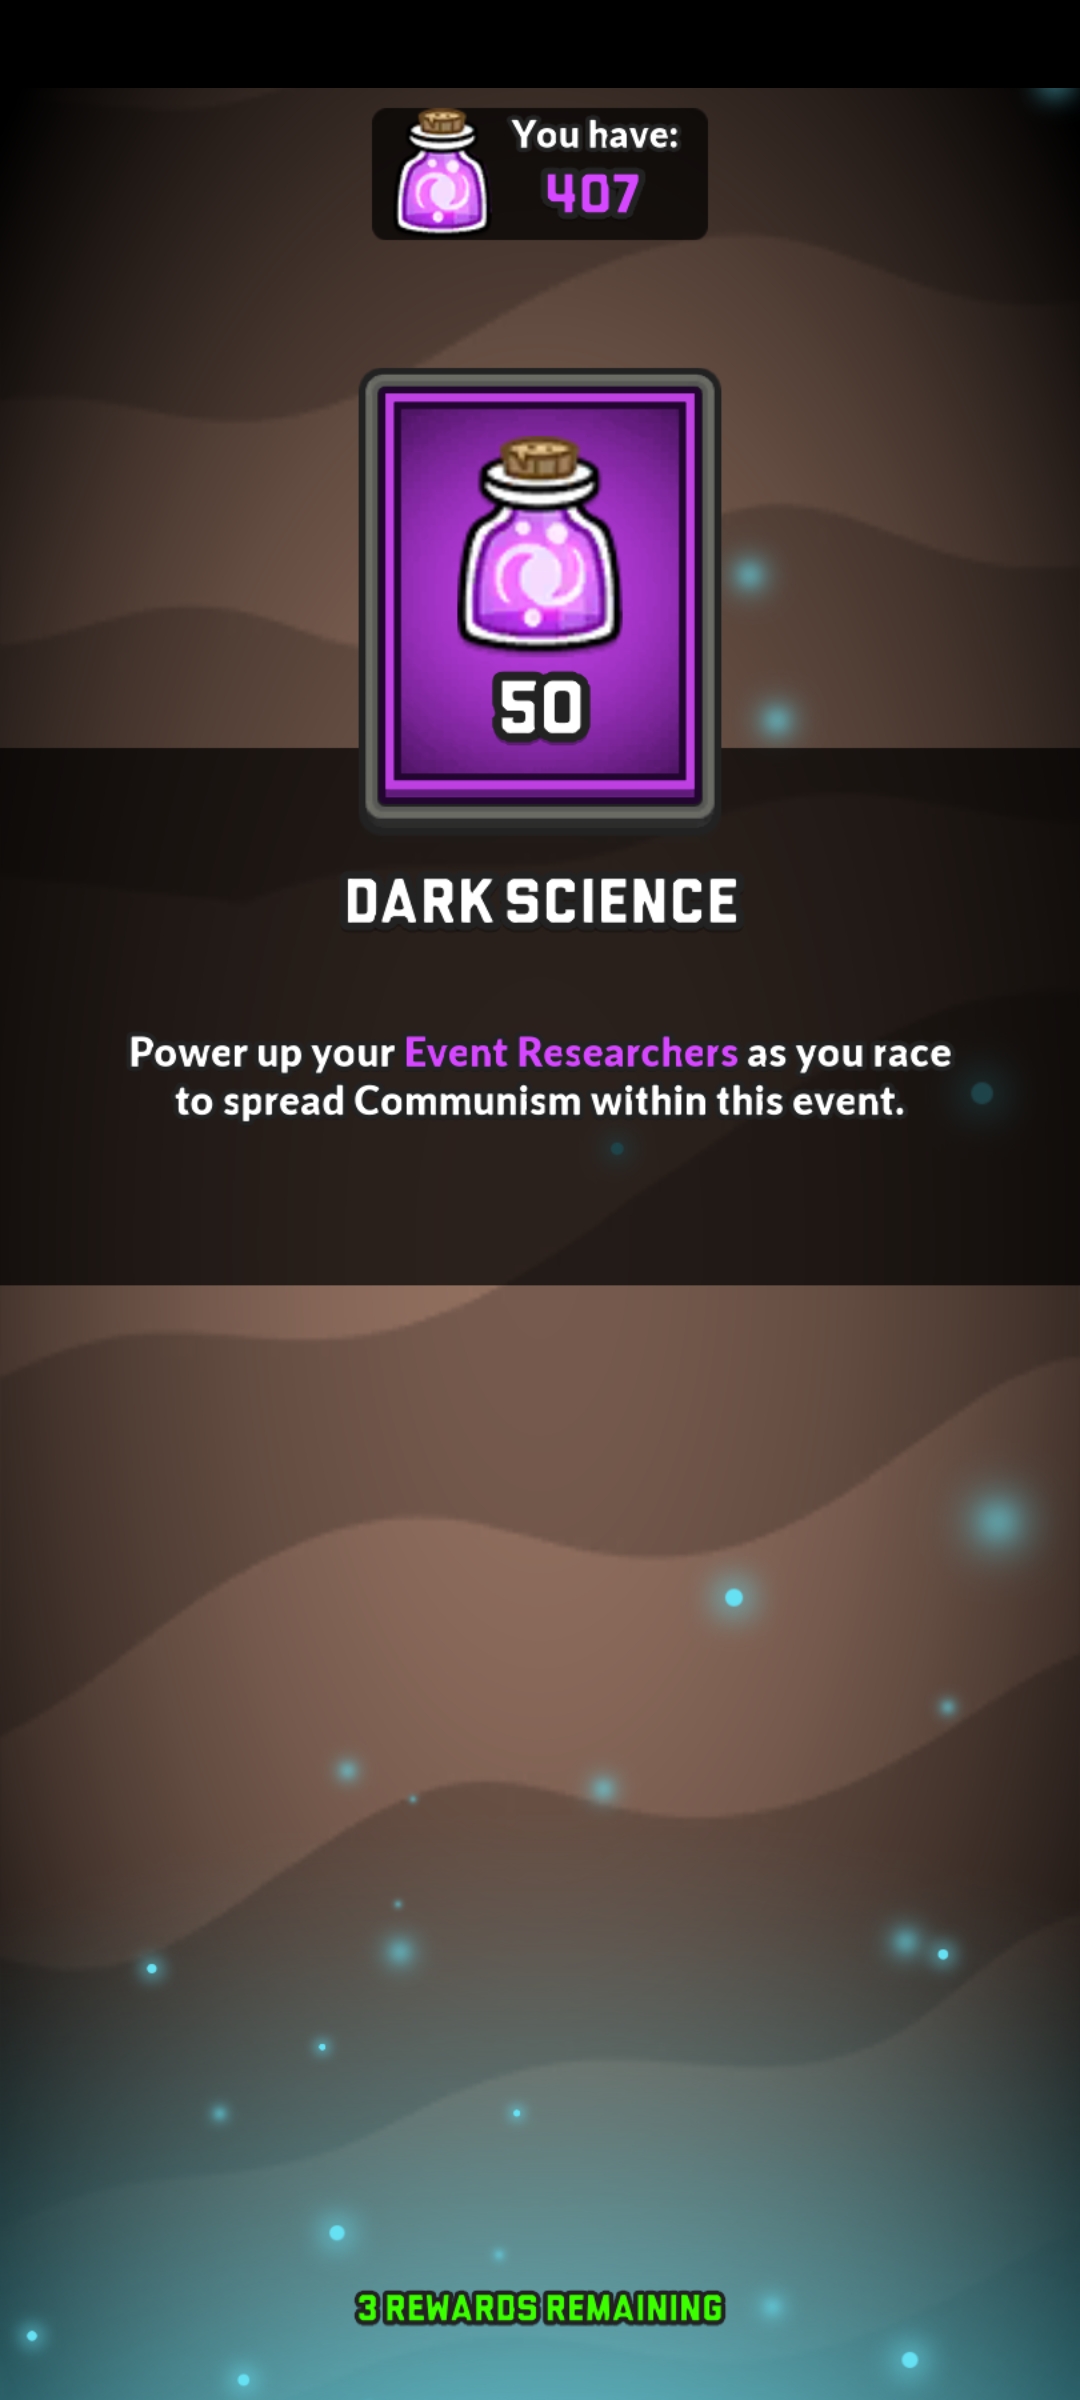 You have:
407
50
DARK SCIENCE
Power up your Event Researchers as you race
to spread Communism within this event.
3 REWARDS REMAINING